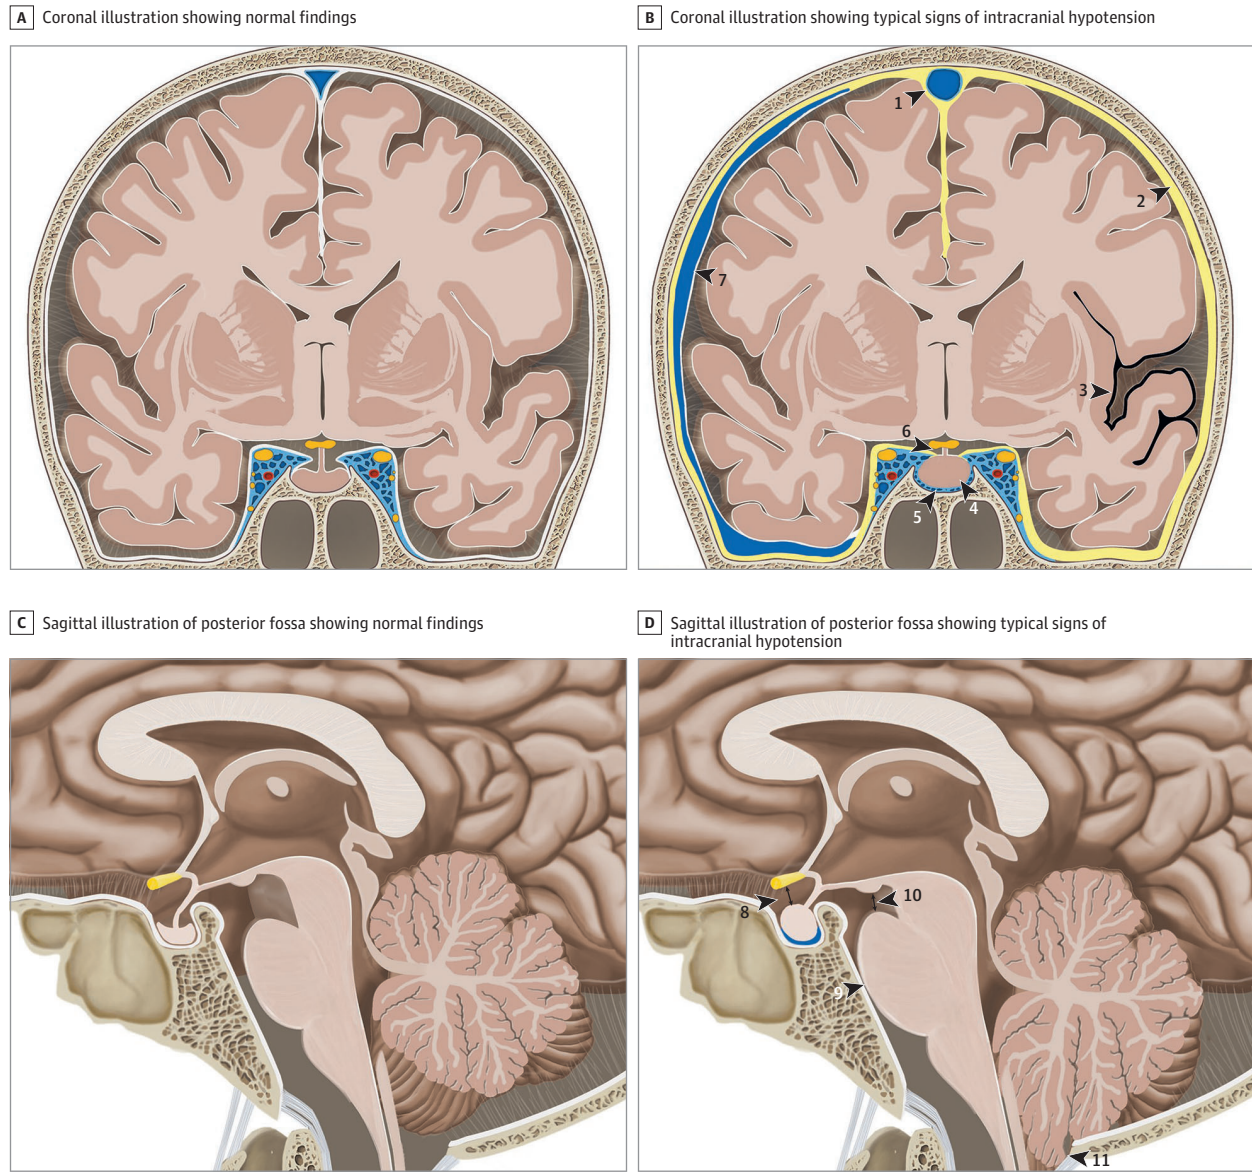 A Coronal illustration showing normal findings
B Coronal illustration showing typical signs of intracranial hypotension
1
2
7
3
6
5
4
C Sagittal illustration of posterior fossa showing normal findings
D Sagittal illustration of posterior fossa showing typical signs of
intracranial hypotension
8
10
9
11